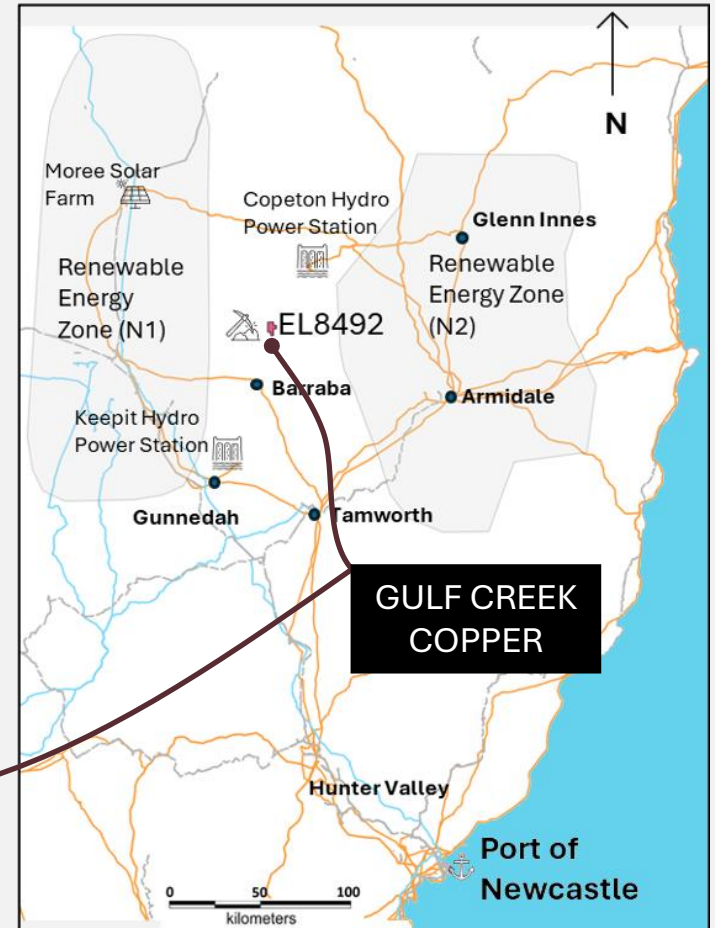 N
Moree Solar
Farm
Copeton Hydro
Power Station
Glenn Innes
Renewable
Energy
Zone (N1)
Renewable
Energy Zone
(N2)
EL8492
Barraba
Armidale
Keepit Hydro
Power Station
Gunnedah
Tamworth
GULF CREEK
COPPER
Hunter Valley
Port of
Newcastle
0 50 100
kilometers